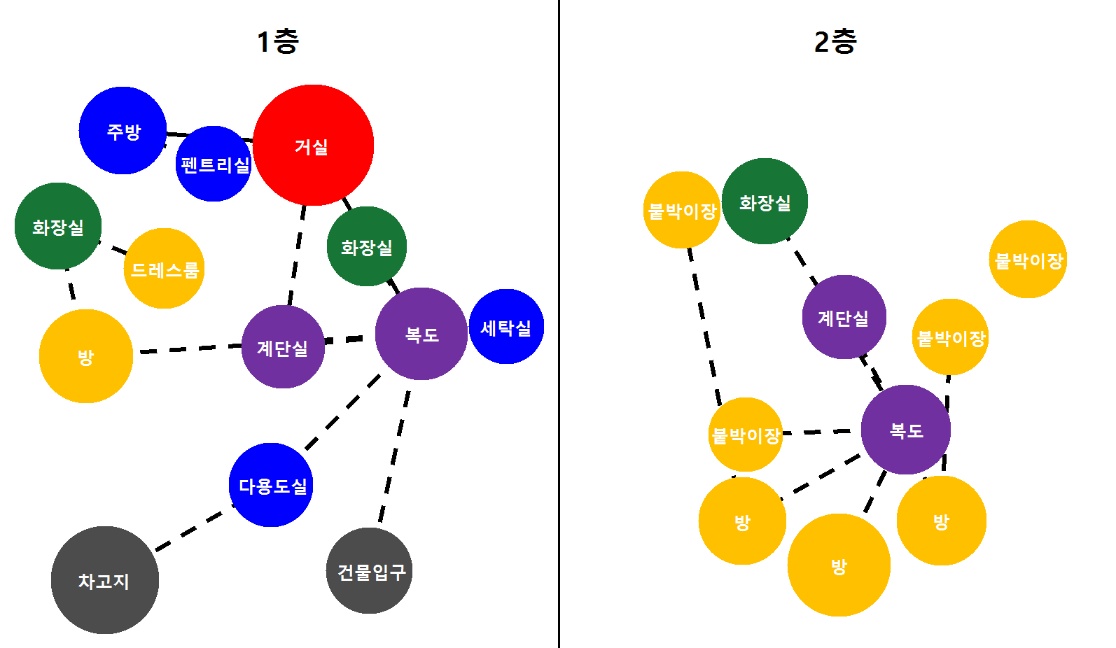 1층
주방
펜트리실
거실
화장실
드레스룸
화장실
방
계단실
복도
세탁실
다용도실
차고지
건물입구
2층
붙박이장
화장실
붙박이장
계단실
붙박이장
붙박이장
복도
방
방
방